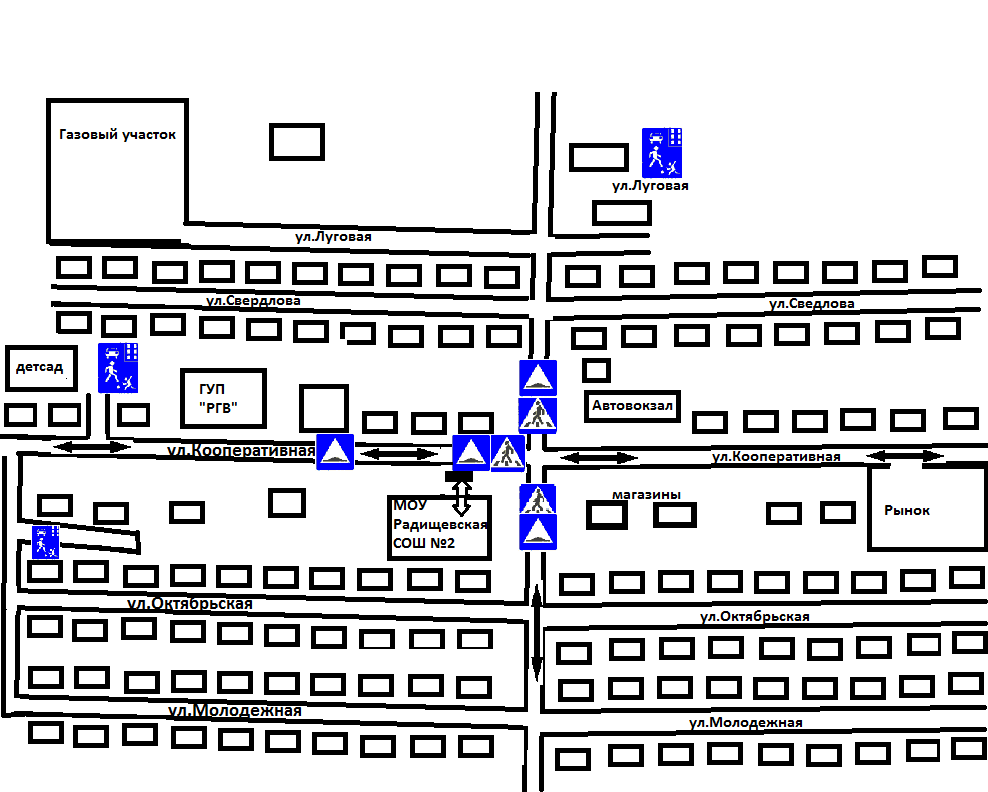 Газовый участок
ул.Луговая
ул.Луговая
ул.Свердлова
ул.Сведлова
детсад
ГУП
"РГВ"
Автовокзал
ул.Кооперативная
ул.Кооперативная
магазины
МОУ
Радищевская
СОШ №2
Рынок
ул.Октябрьская
ул.Октябрьская
ул.Молодежная
ул.Молодежная